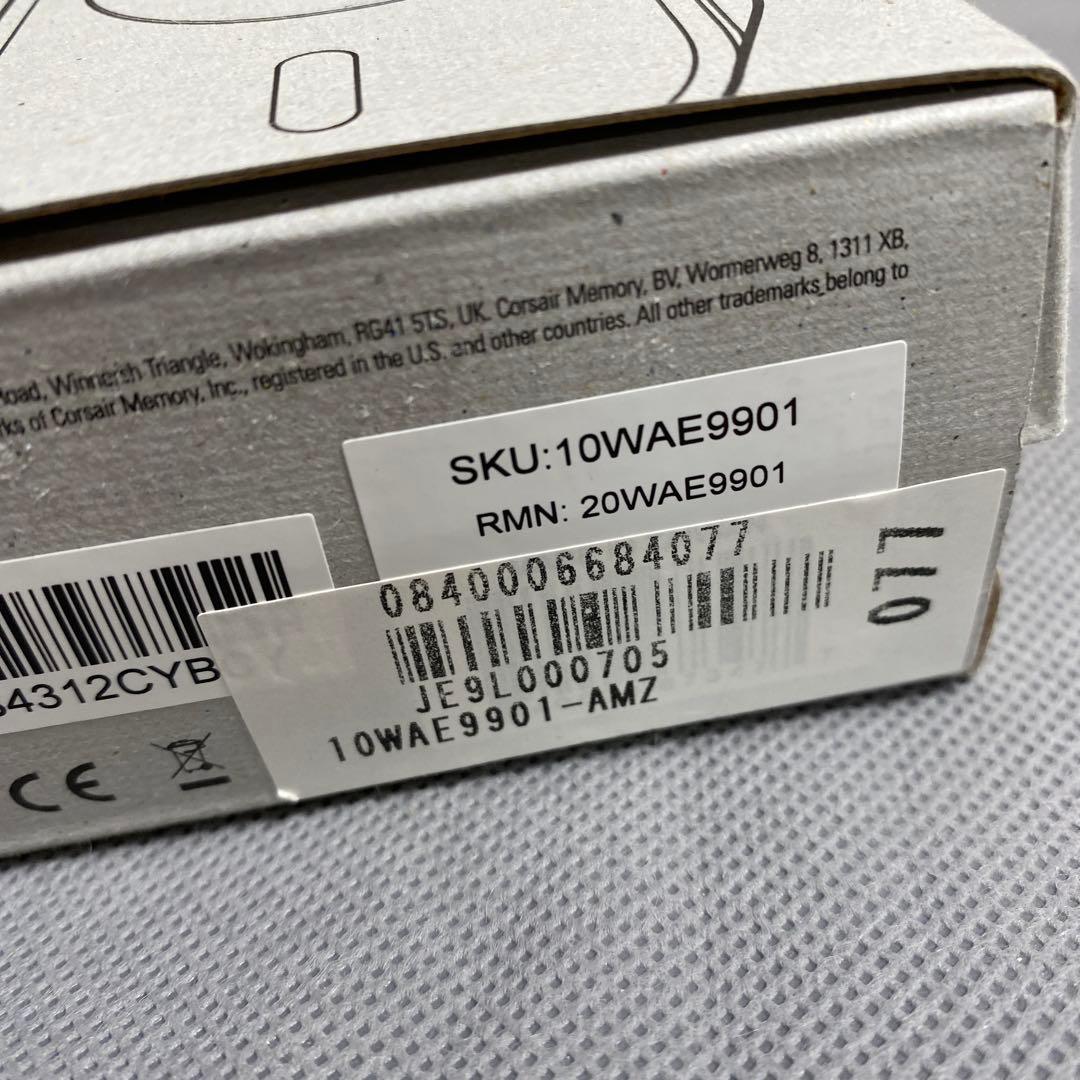 Road, Winnersh Triangle, Wokingham, RG41 5TS, UK. Corsair Memory, BV, Wormerweg 8, 1311 XB,
ks of Corsair Memory, Inc., registered in the U.S. and other countries. All other trademarks belong to
SKU:10WAE9901
RMN: 20WAE9901
0840006684077
JE9L000705
10WAE9901-AMZ
4312CYB
CE